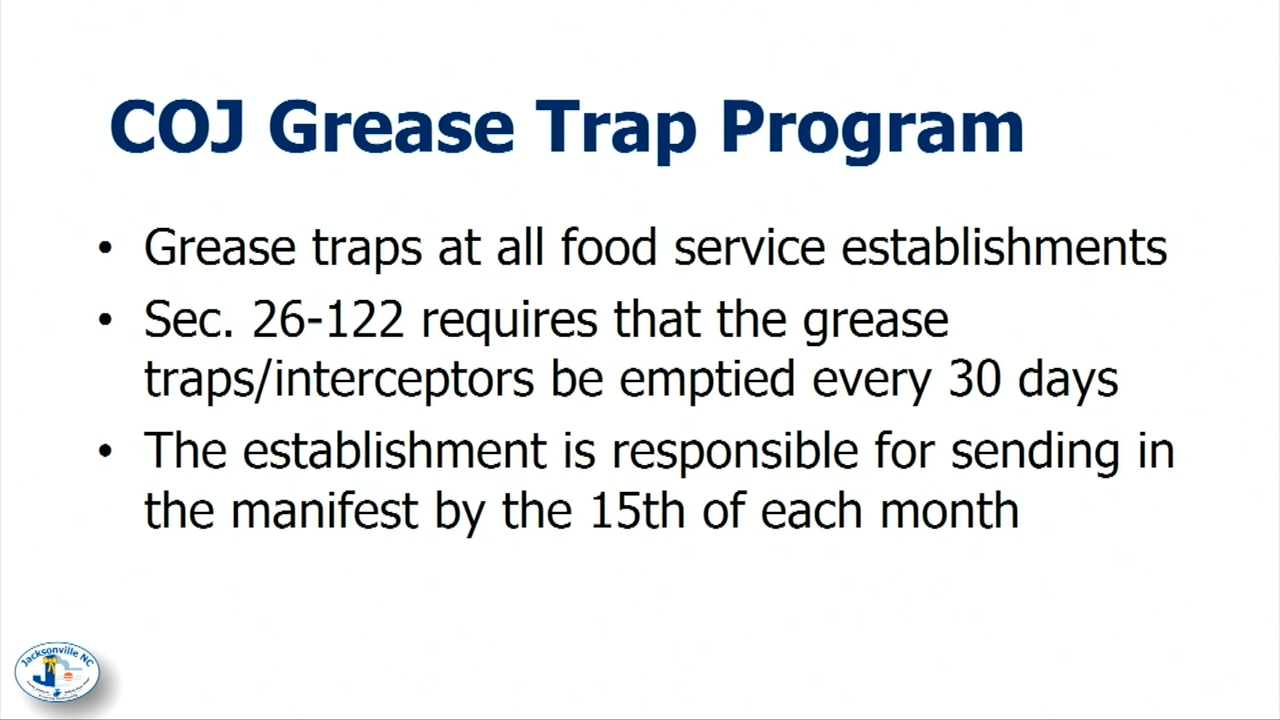 COJ Grease Trap Program
• Grease traps at all food service establishments
• Sec. 26-122 requires that the grease
traps/interceptors be emptied every 30 days
• The establishment is responsible for sending in
the manifest by the 15th of each month
Jacksonville NC